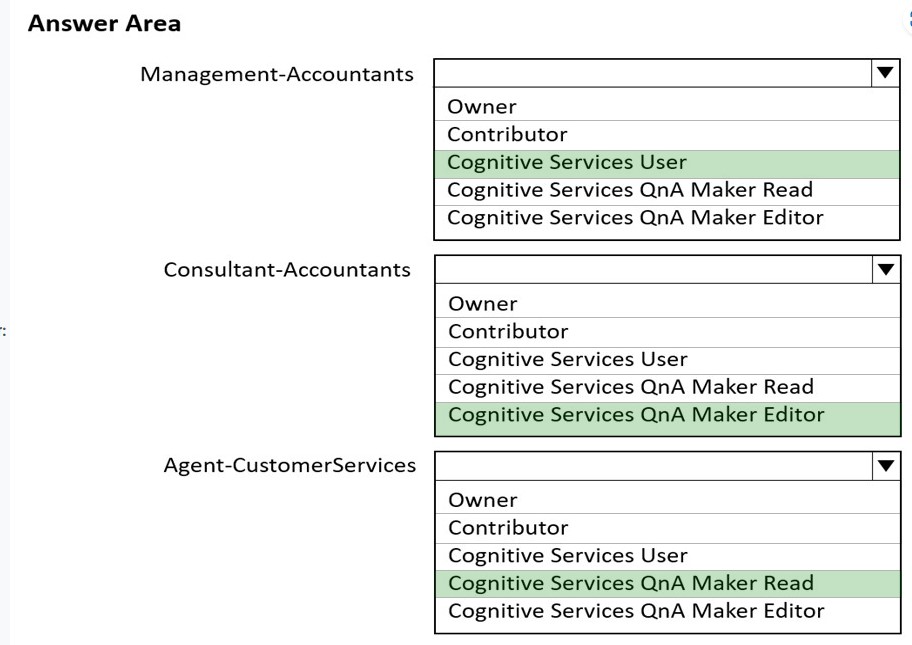 Answer Area
Management-Accountants
Owner
Contributor
Cognitive Services User
Cognitive Services QnA Maker Read
Cognitive Services QnA Maker Editor
Consultant-Accountants
Owner
Contributor
Cognitive Services User
Cognitive Services QnA Maker Read
Cognitive Services QnA Maker Editor
Agent-CustomerServices
Owner
Contributor
Cognitive Services User
Cognitive Services QnA Maker Read
Cognitive Services QnA Maker Editor